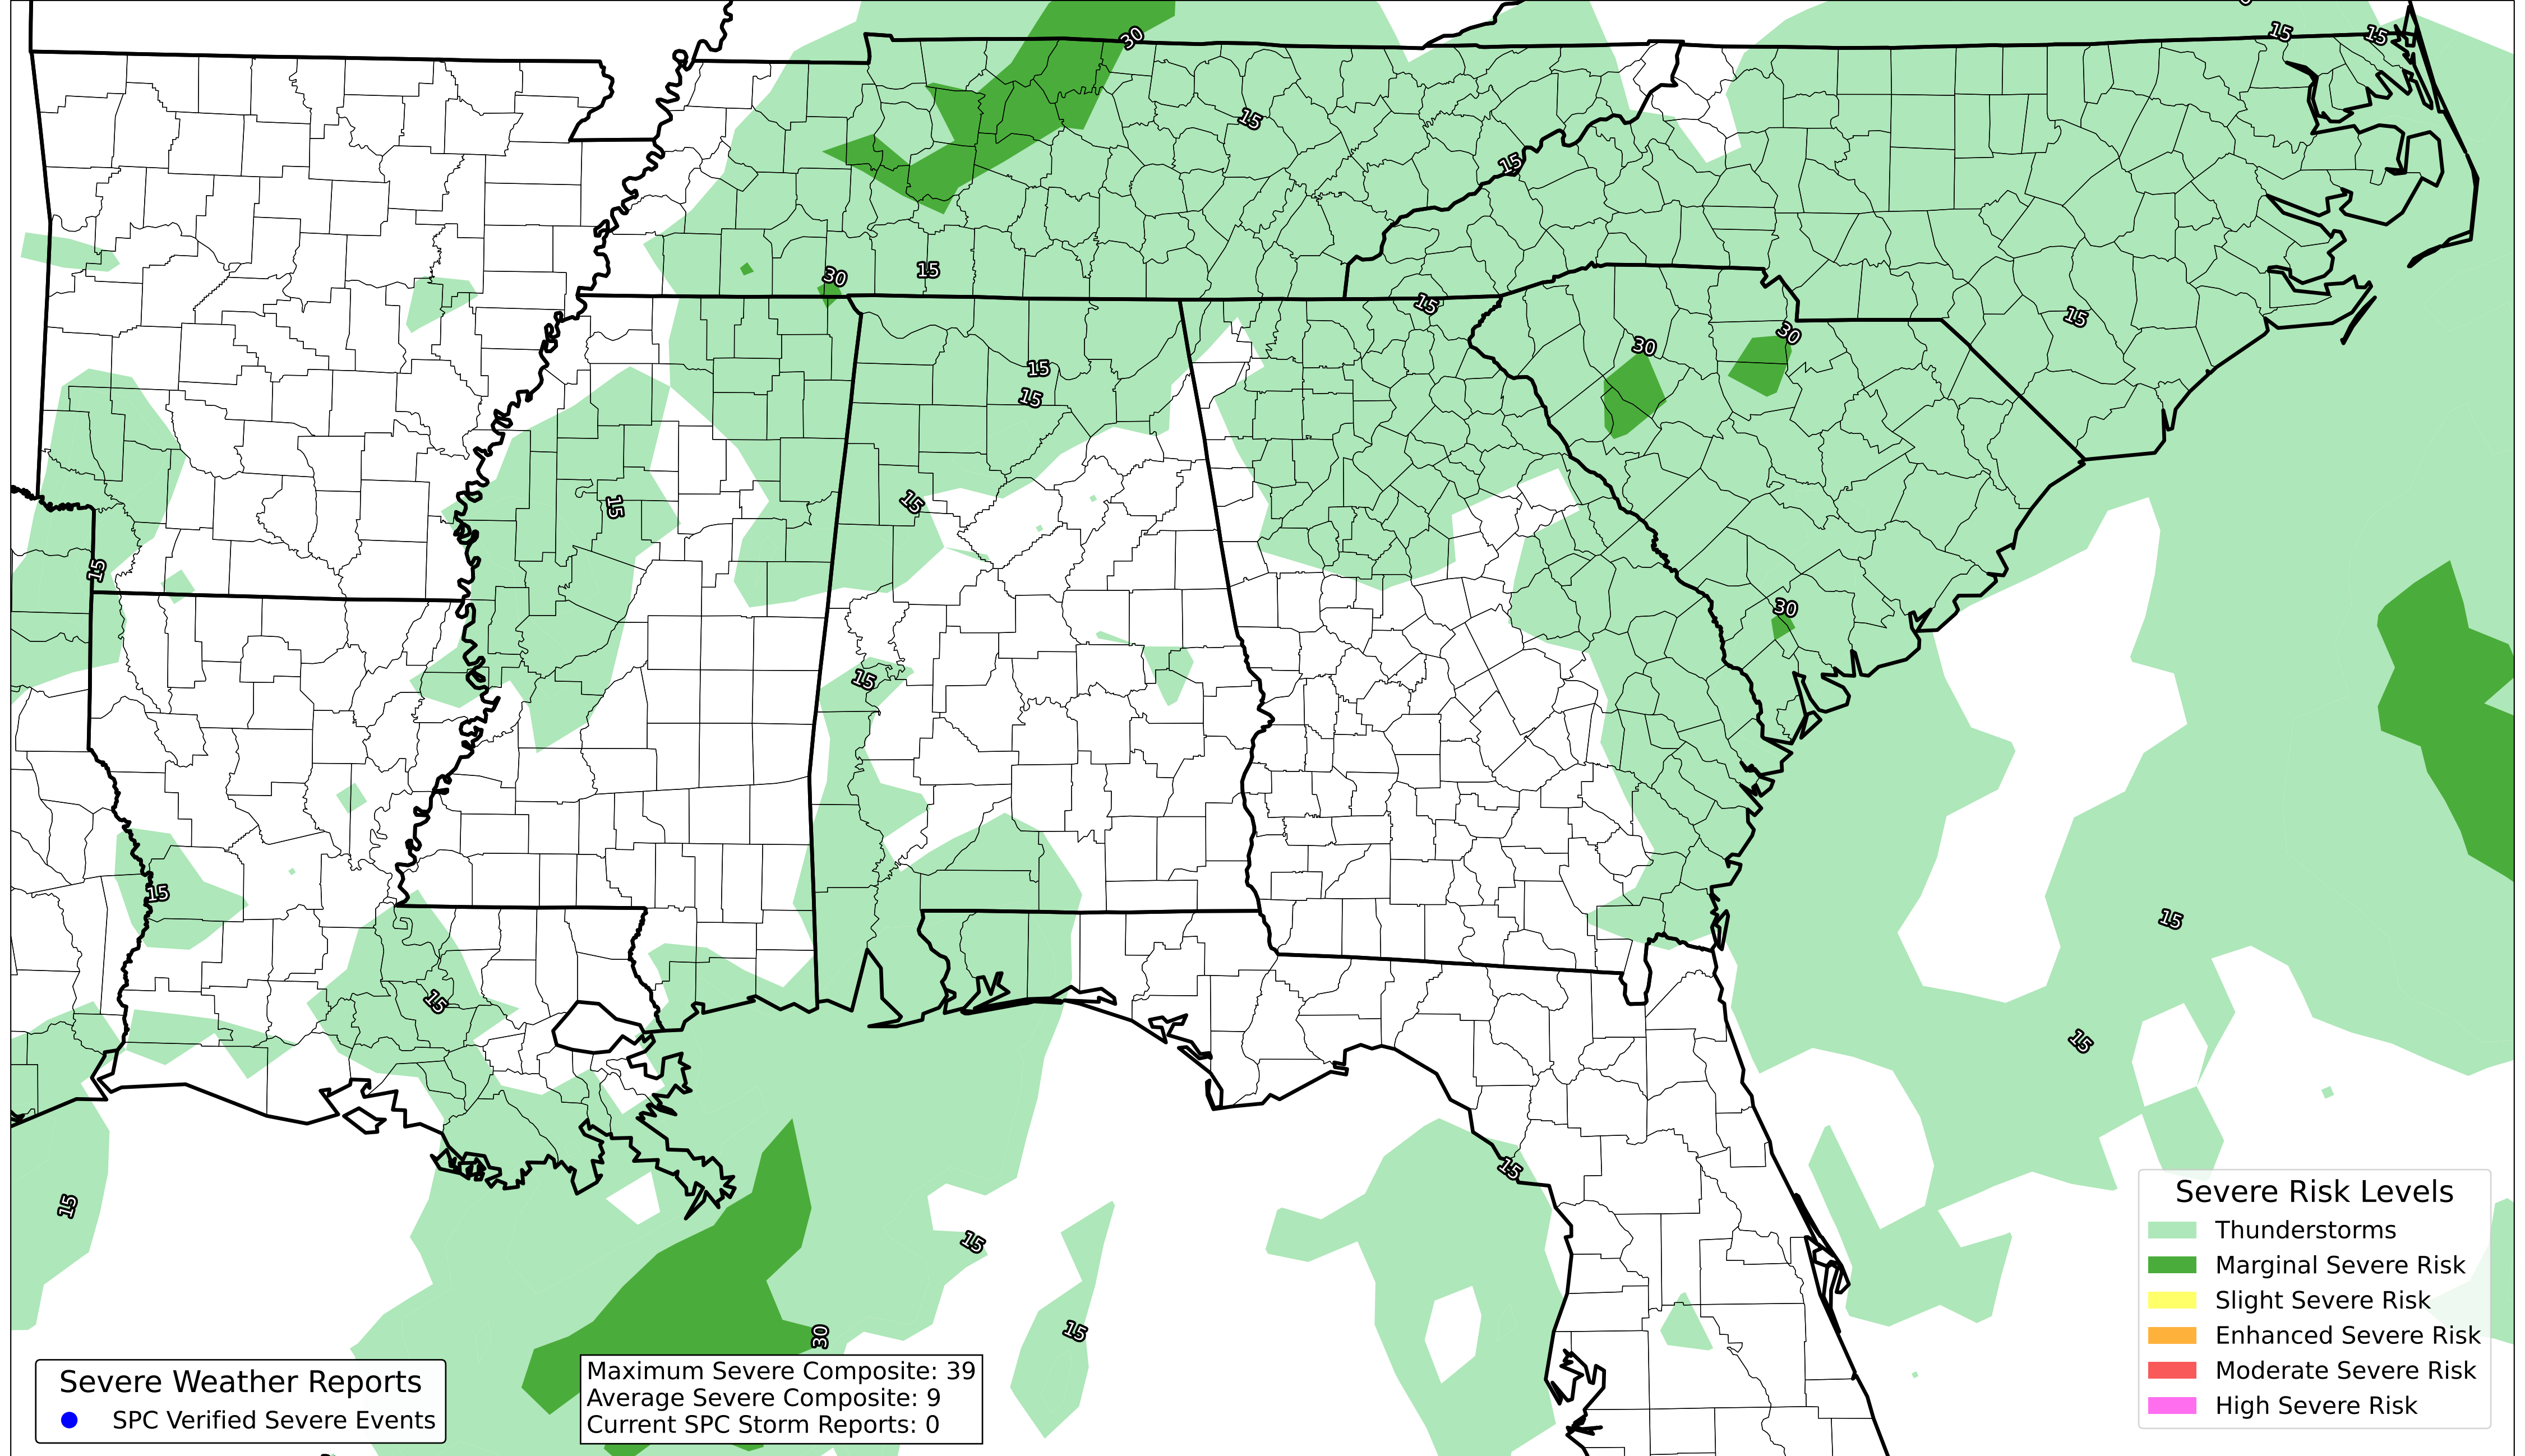 30
15
15
15
15
30
15
15
15
30
30
15
15
15
15
15
30
15
15
15
15
15
15
15
15
15
30
Severe Risk Levels
Thunderstorms
Marginal Severe Risk
Slight Severe Risk
Enhanced Severe Risk
Moderate Severe Risk
High Severe Risk
Severe Weather Reports
SPC Verified Severe Events
Maximum Severe Composite: 39
Average Severe Composite: 9
Current SPC Storm Reports: 0